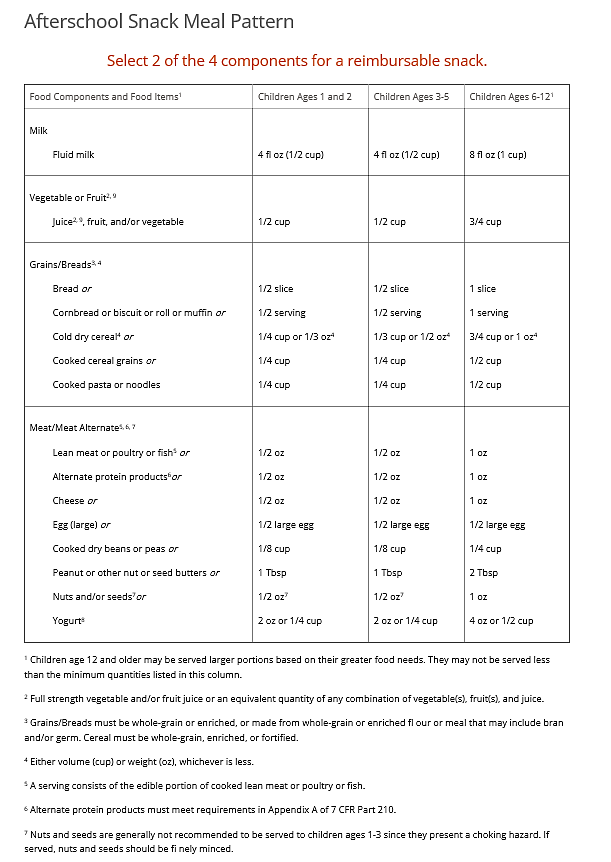 Afterschool Snack Meal Pattern
Select 2 of the 4 components for a reimbursable snack.
Food Components and Food Items¹ Children Ages 1 and 2 Children Ages 3-5 Children Ages 6-12¹
Milk
Fluid milk 4 fl oz (1/2 cup) 4 fl oz (1/2 cup) 8 fl oz (1 cup)
Vegetable or Fruit²˒ ⁹
Juice²˒ ⁹, fruit, and/or vegetable 1/2 cup 1/2 cup 3/4 cup
Grains/Breads³˒ ⁴
Bread or 1/2 slice 1/2 slice 1 slice
Cornbread or biscuit or roll or muffin or 1/2 serving 1/2 serving 1 serving
Cold dry cereal⁴ or 1/4 cup or 1/3 oz⁴ 1/3 cup or 1/2 oz⁴ 3/4 cup or 1 oz⁴
Cooked cereal grains or 1/4 cup 1/4 cup 1/2 cup
Cooked pasta or noodles 1/4 cup 1/4 cup 1/2 cup
Meat/Meat Alternate⁵˒ ⁶˒ ⁷
Lean meat or poultry or fish⁵ or 1/2 oz 1/2 oz 1 oz
Alternate protein products⁶or 1/2 oz 1/2 oz 1 oz
Cheese or 1/2 oz 1/2 oz 1 oz
Egg (large) or 1/2 large egg 1/2 large egg 1/2 large egg
Cooked dry beans or peas or 1/8 cup 1/8 cup 1/4 cup
Peanut or other nut or seed butters or 1 Tbsp 1 Tbsp 2 Tbsp
Nuts and/or seeds⁷or 1/2 oz⁷ 1/2 oz⁷ 1 oz
Yogurt⁸ 2 oz or 1/4 cup 2 oz or 1/4 cup 4 oz or 1/2 cup
¹ Children age 12 and older may be served larger portions based on their greater food needs. They may not be served less
than the minimum quantities listed in this column.
² Full strength vegetable and/or fruit juice or an equivalent quantity of any combination of vegetable(s), fruit(s), and juice.
³ Grains/Breads must be whole-grain or enriched, or made from whole-grain or enriched fl our or meal that may include bran
and/or germ. Cereal must be whole-grain, enriched, or fortified.
⁴ Either volume (cup) or weight (oz), whichever is less.
⁵ A serving consists of the edible portion of cooked lean meat or poultry or fish.
⁶ Alternate protein products must meet requirements in Appendix A of 7 CFR Part 210.
⁷ Nuts and seeds are generally not recommended to be served to children ages 1-3 since they present a choking hazard. If
served, nuts and seeds should be fi nely minced.